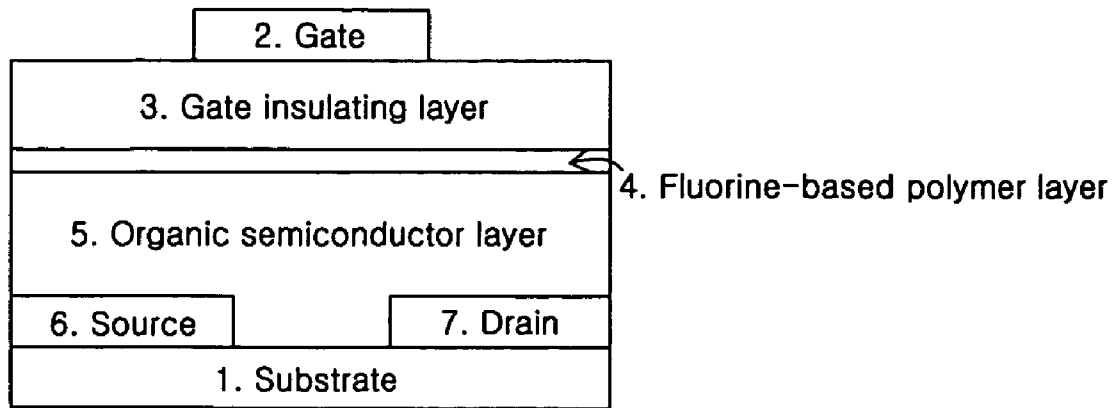 2. Gate
3. Gate insulating layer
4. Fluorine-based polymer layer
5. Organic semiconductor layer
6. Source
7. Drain
1. Substrate